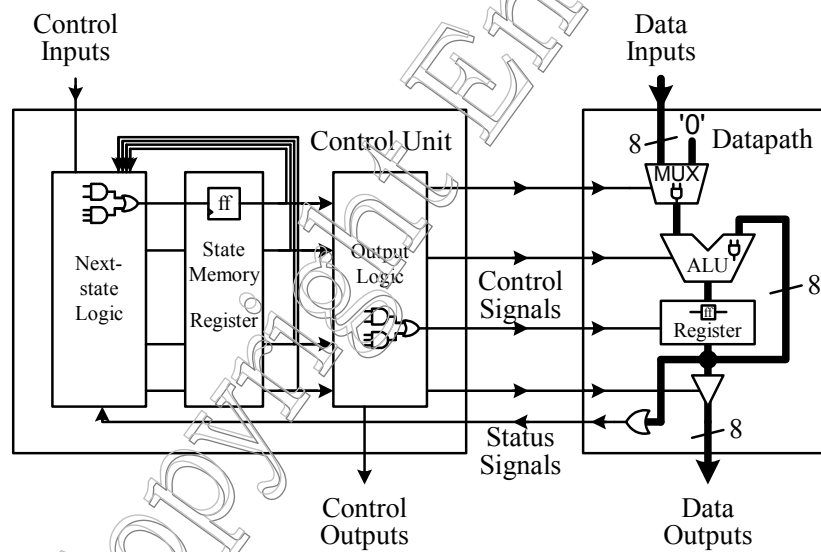 Control
Inputs
Data
Inputs
Control Unit
8
'0'
Datapath
MUX
ff
Next-
state
Logic
State
Memory
Register
Output
Logic
ALU
Control
Signals
8
ff
Register
Status
Signals
8
Control
Outputs
Data
Outputs